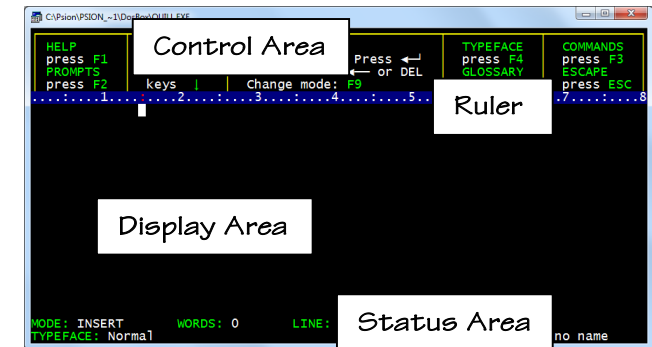 C:\Psion\PSION_~1\DosBox\QUILL.EXE
Control Area
HELP TYPEFACE COMMANDS
press F1 Press ↵ press F4 press F3
PROMPTS ← or DEL GLOSSARY ESCAPE
press F2 keys ↓ Change mode: F9 press ESC
....:....1....:....2....:....3....:....4....:....5.. .7....:....8
Ruler
Display Area
MODE: INSERT WORDS: 0 LINE:
Status Area
TYPEFACE: Normal no name